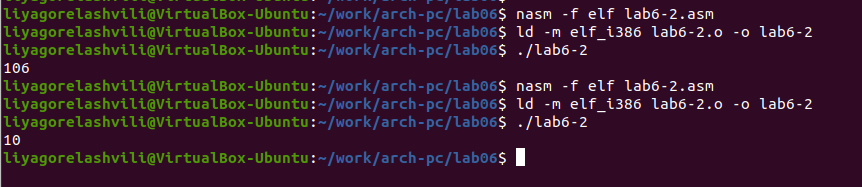 liyagorelashvili@VirtualBox-Ubuntu:~/work/arch-pc/lab06$ nasm -f elf lab6-2.asm
liyagorelashvili@VirtualBox-Ubuntu:~/work/arch-pc/lab06$ ld -m elf_i386 lab6-2.o -o lab6-2
liyagorelashvili@VirtualBox-Ubuntu:~/work/arch-pc/lab06$ ./lab6-2
106
liyagorelashvili@VirtualBox-Ubuntu:~/work/arch-pc/lab06$ nasm -f elf lab6-2.asm
liyagorelashvili@VirtualBox-Ubuntu:~/work/arch-pc/lab06$ ld -m elf_i386 lab6-2.o -o lab6-2
liyagorelashvili@VirtualBox-Ubuntu:~/work/arch-pc/lab06$ ./lab6-2
10
liyagorelashvili@VirtualBox-Ubuntu:~/work/arch-pc/lab06$